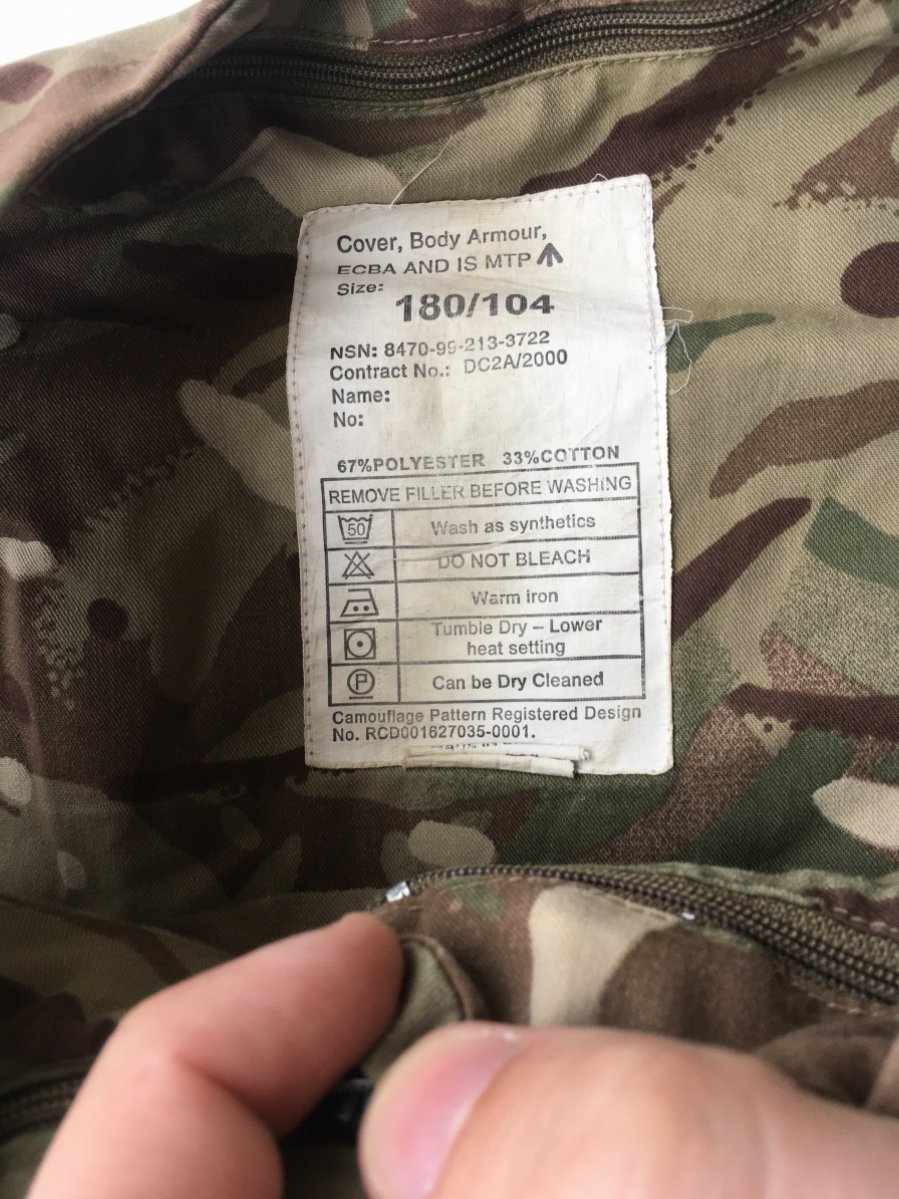 Cover, Body Armour,
ECBA AND IS MTP
Size:
180/104
NSN: 8470-99-213-3722
Contract No.: DC2A/2000
Name:
No:
67%POLYESTER 33%COTTON
REMOVE FILLER BEFORE WASHING
50 Wash as synthetics
DO NOT BLEACH
Warm iron
Tumble Dry – Lower
heat setting
P Can be Dry Cleaned
Camouflage Pattern Registered Design
No. RCD001627035-0001.